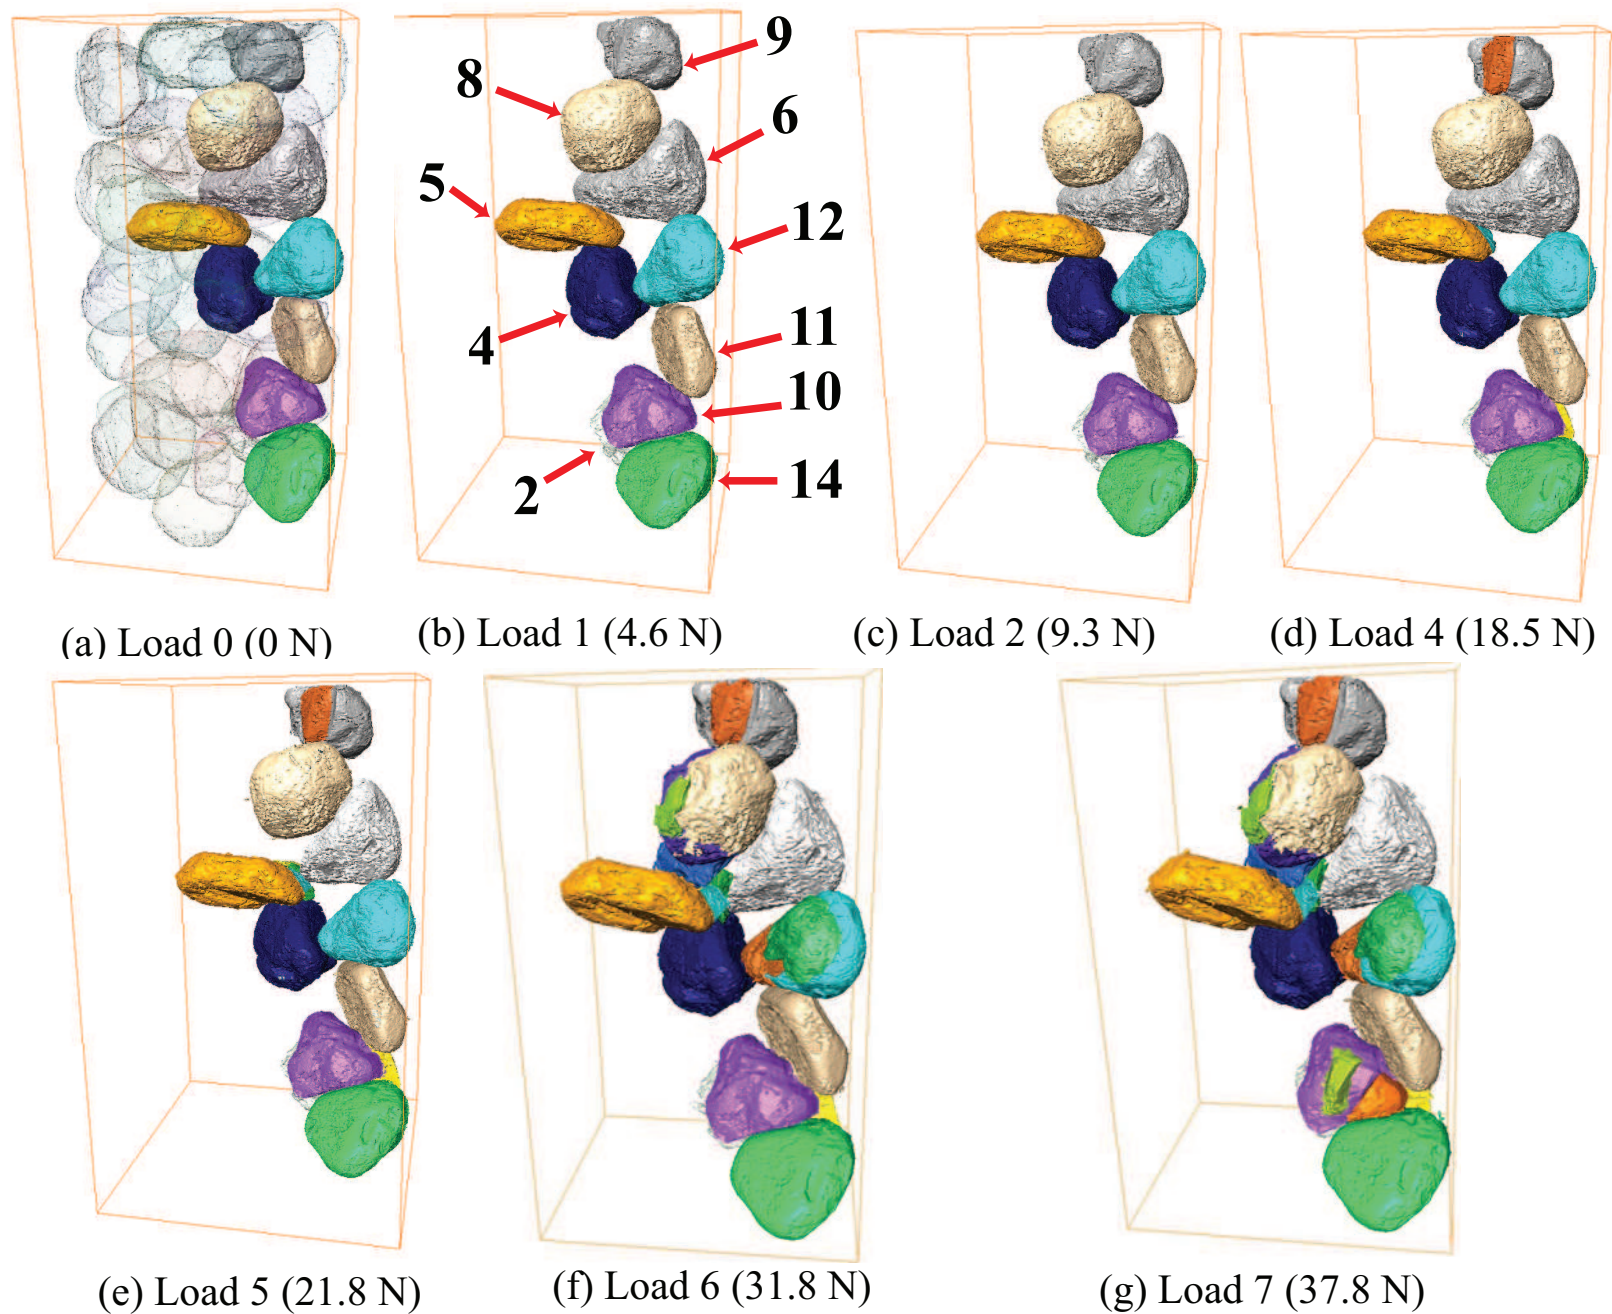 9
8
6
5
12
4
11
10
2
14
(a) Load 0 (0 N)
(b) Load 1 (4.6 N)
(c) Load 2 (9.3 N)
(d) Load 4 (18.5 N)
(e) Load 5 (21.8 N)
(f) Load 6 (31.8 N)
(g) Load 7 (37.8 N)